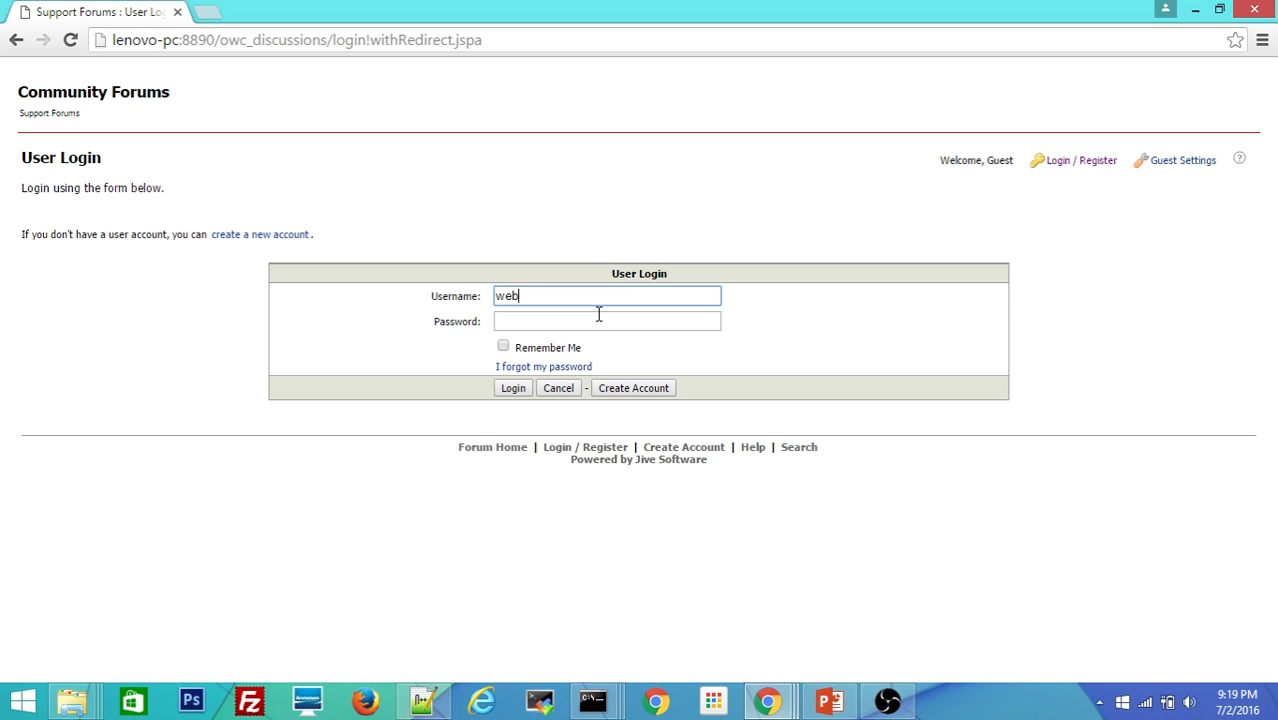 Support Forums : User Lo
lenovo-pc:8890/owc_discussions/login!withRedirect.jspa
Community Forums
Support Forums
User Login
Welcome, Guest Login / Register Guest Settings ?
Login using the form below.
If you don't have a user account, you can create a new account .
User Login
Username: web
Password:
Remember Me
I forgot my password
Login Cancel - Create Account
Forum Home | Login / Register | Create Account | Help | Search
Powered by Jive Software
Ps
Fz
C:\
9:19 PM
7/2/2016